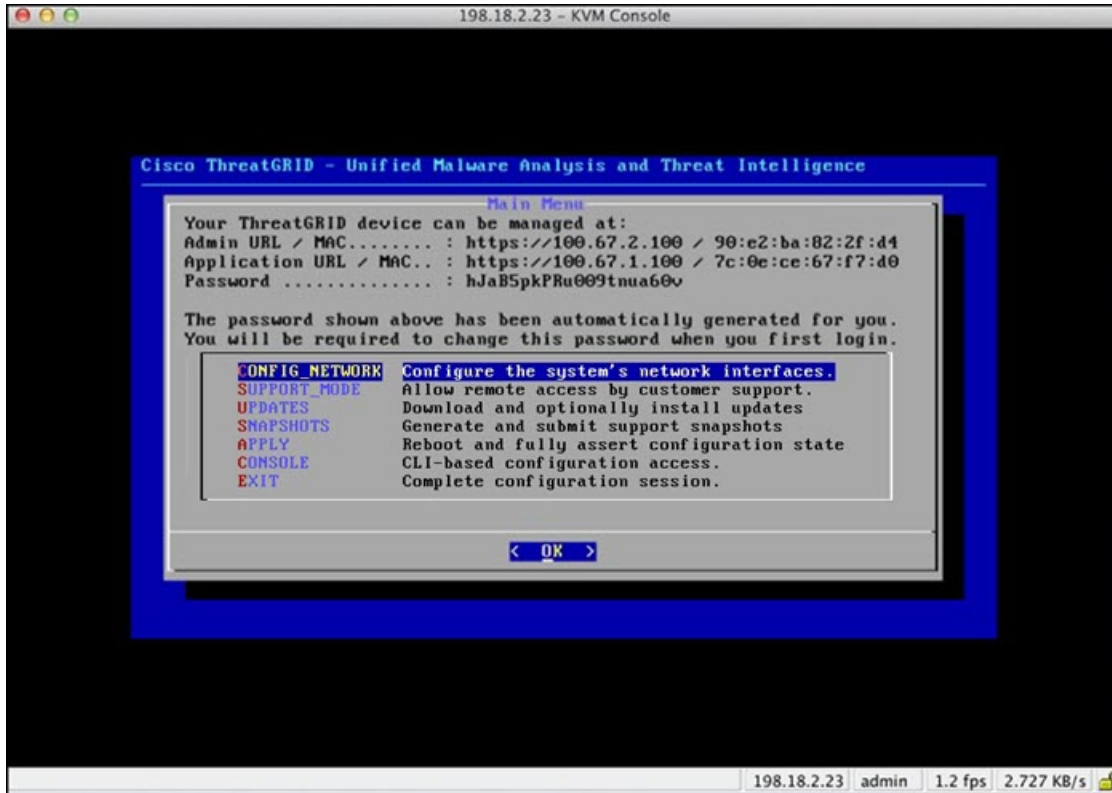 198.18.2.23 – KVM Console
Cisco ThreatGRID - Unified Malware Analysis and Threat Intelligence
Main Menu
Your ThreatGRID device can be managed at:
Admin URL / MAC........ : https://100.67.2.100 / 90:e2:ba:82:2f:d4
Application URL / MAC.. : https://100.67.1.100 / 7c:0e:ce:67:f7:d0
Password .............. : hJaB5pkPRu009tnua60v
The password shown above has been automatically generated for you.
You will be required to change this password when you first login.
CONFIG_NETWORK Configure the system's network interfaces.
SUPPORT_MODE Allow remote access by customer support.
UPDATES Download and optionally install updates
SNAPSHOTS Generate and submit support snapshots
APPLY Reboot and fully assert configuration state
CONSOLE CLI-based configuration access.
EXIT Complete configuration session.
< OK >
198.18.2.23 admin 1.2 fps 2.727 KB/s